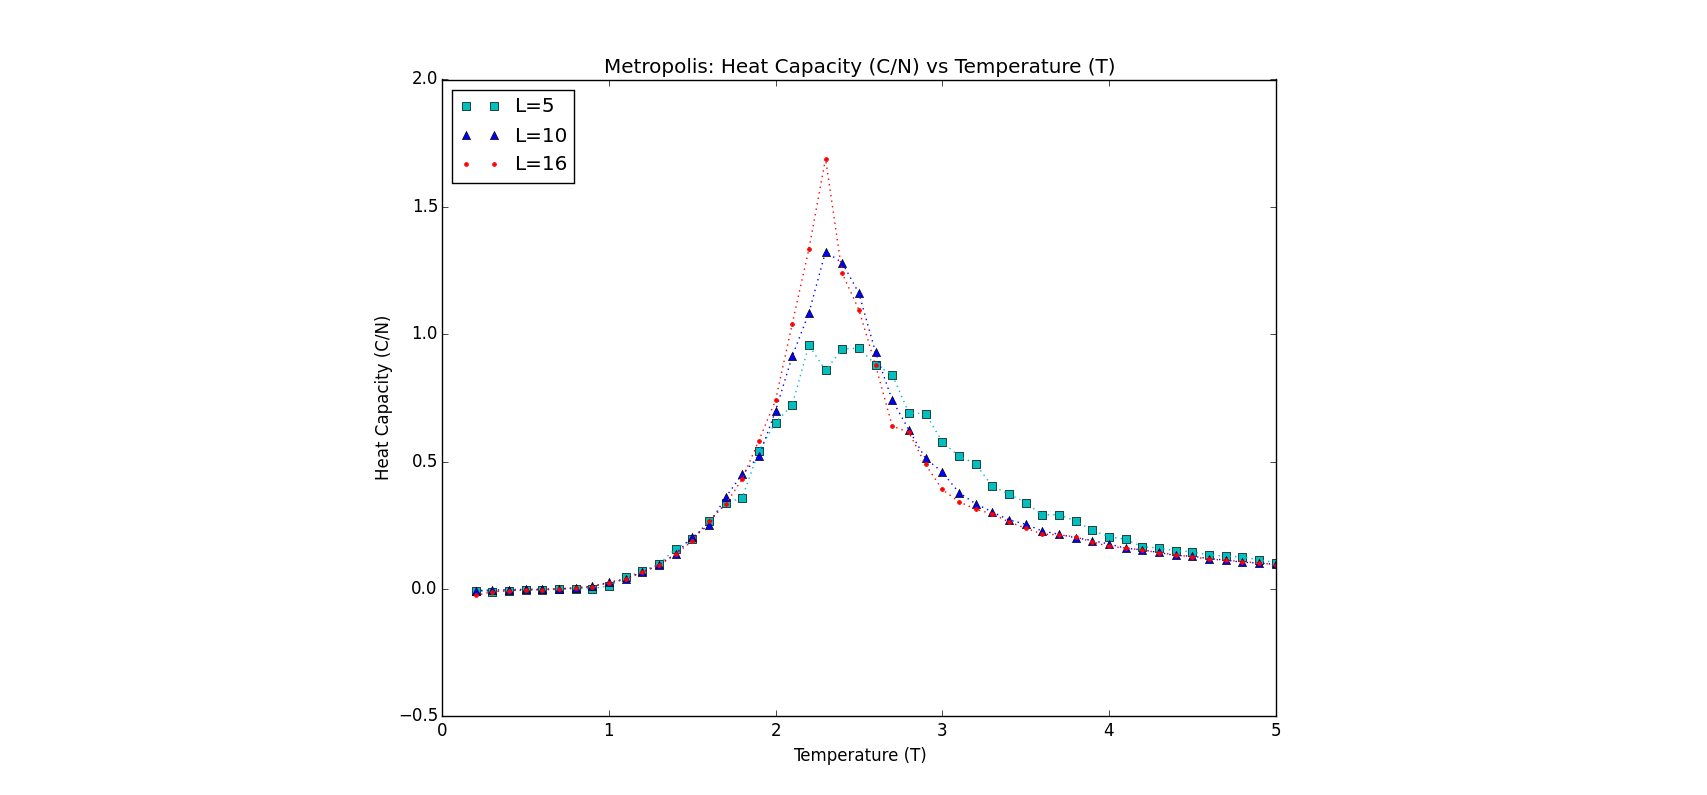 Metropolis: Heat Capacity (C/N) vs Temperature (T)
2.0
L=5
L=10
L=16
1.5
1.0
Heat Capacity (C/N)
0.5
0.0
−0.5
0 1 2 3 4 5
Temperature (T)